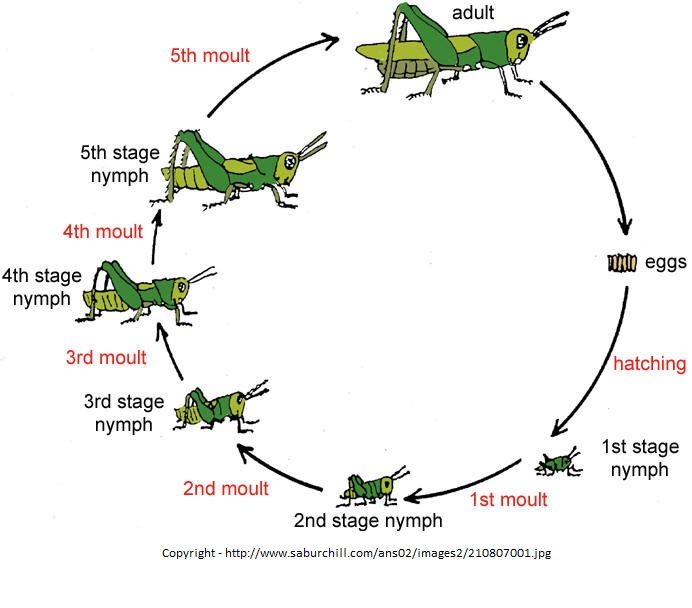 adult
5th moult
5th stage
nymph
4th moult
eggs
4th stage
nymph
3rd moult
hatching
3rd stage
nymph
1st stage
nymph
2nd moult
1st moult
2nd stage nymph
Copyright - http://www.saburchill.com/ans02/images2/210807001.jpg